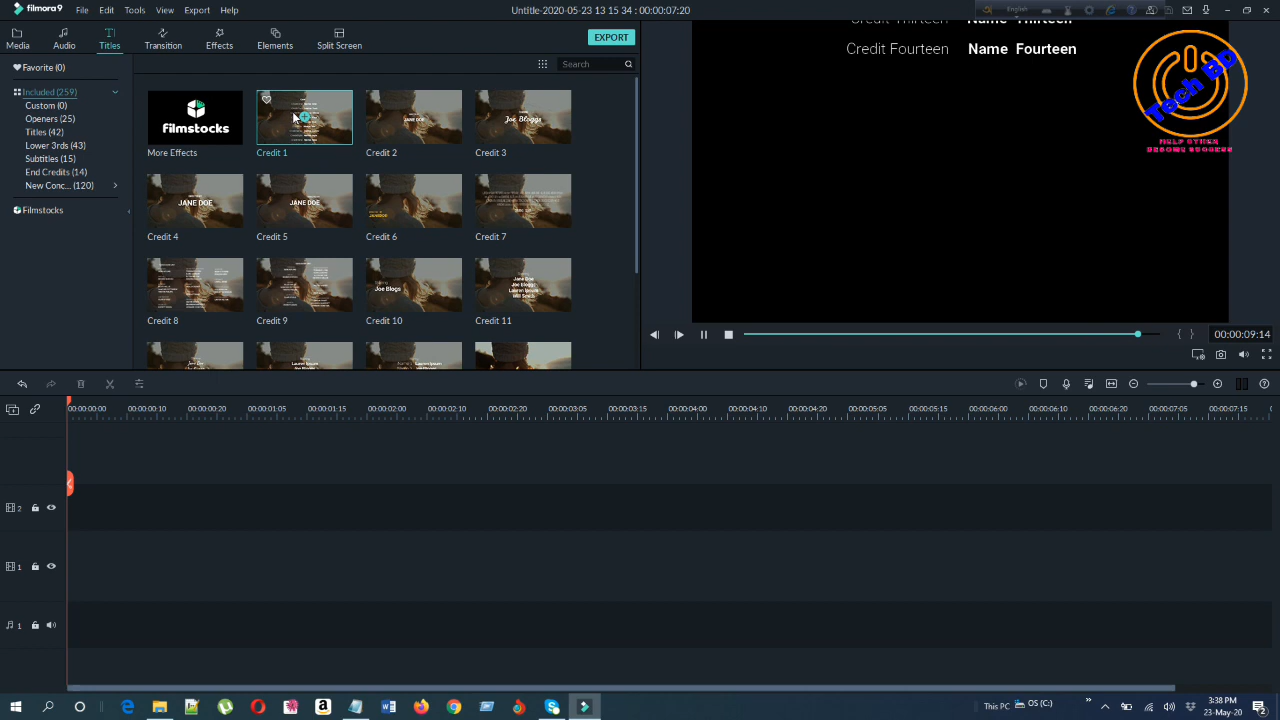 filmora9 File Edit Tools View Export Help
Untitle-2020-05-23 13 15 34 : 00:00:07:20
English
Media Audio Titles Transition Effects Elements Split Screen
EXPORT
Search
Favorite (0)
Included (259)
Custom (0)
Openers (25)
Titles (42)
Lower 3rds (43)
Subtitles (15)
End Credits (14)
New Conc... (120)
Filmstocks
filmstocks
More Effects Credit 1 Credit 2 Credit 3
JANE DOE
Joe Bloggs
JANE DOE
JANE DOE
JANEDOE
Credit 4 Credit 5 Credit 6 Credit 7
Joe Blogs
Jane Doe
Joe Bloggs
Lauren Ipsum
Will Smith
Credit 8 Credit 9 Credit 10 Credit 11
Credit Thirteen Name Thirteen
Credit Fourteen Name Fourteen
Tech BD
HELP OTHER
BECOME SUCCESS
{ } 00:00:09:14
00:00:00:00 00:00:00:10 00:00:00:20 00:00:01:05 00:00:01:15 00:00:02:00 00:00:02:10 00:00:02:20 00:00:03:05 00:00:03:15 00:00:04:00 00:00:04:10 00:00:04:20 00:00:05:05 00:00:05:15 00:00:06:00 00:00:06:10 00:00:06:20 00:00:07:05 00:00:07:15
2
1
1
This PC OS (C:) 3:38 PM
23-May-20